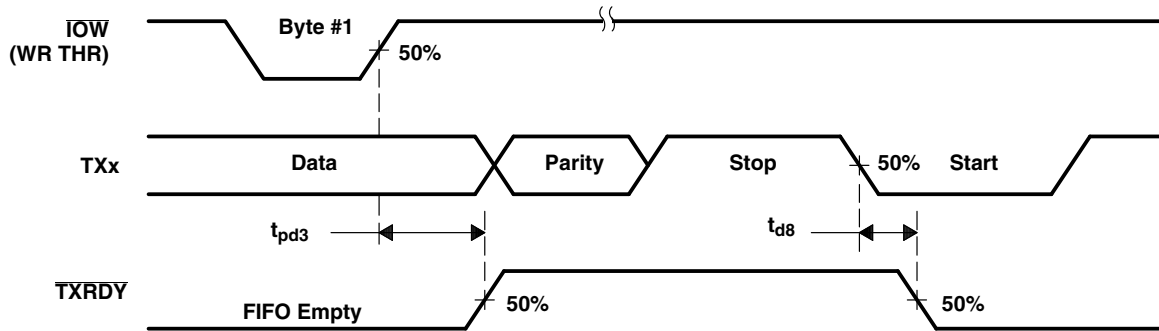 IOW
(WR THR)
Byte #1
50%
TXx
Data
Parity
Stop
50%
Start
tpd3
td8
TXRDY
FIFO Empty
50%
50%